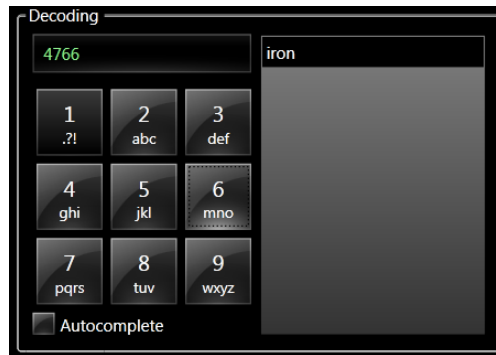 Decoding
4766
iron
1
.?!
2
abc
3
def
4
ghi
5
jkl
6
mno
7
pqrs
8
tuv
9
wxyz
Autocomplete